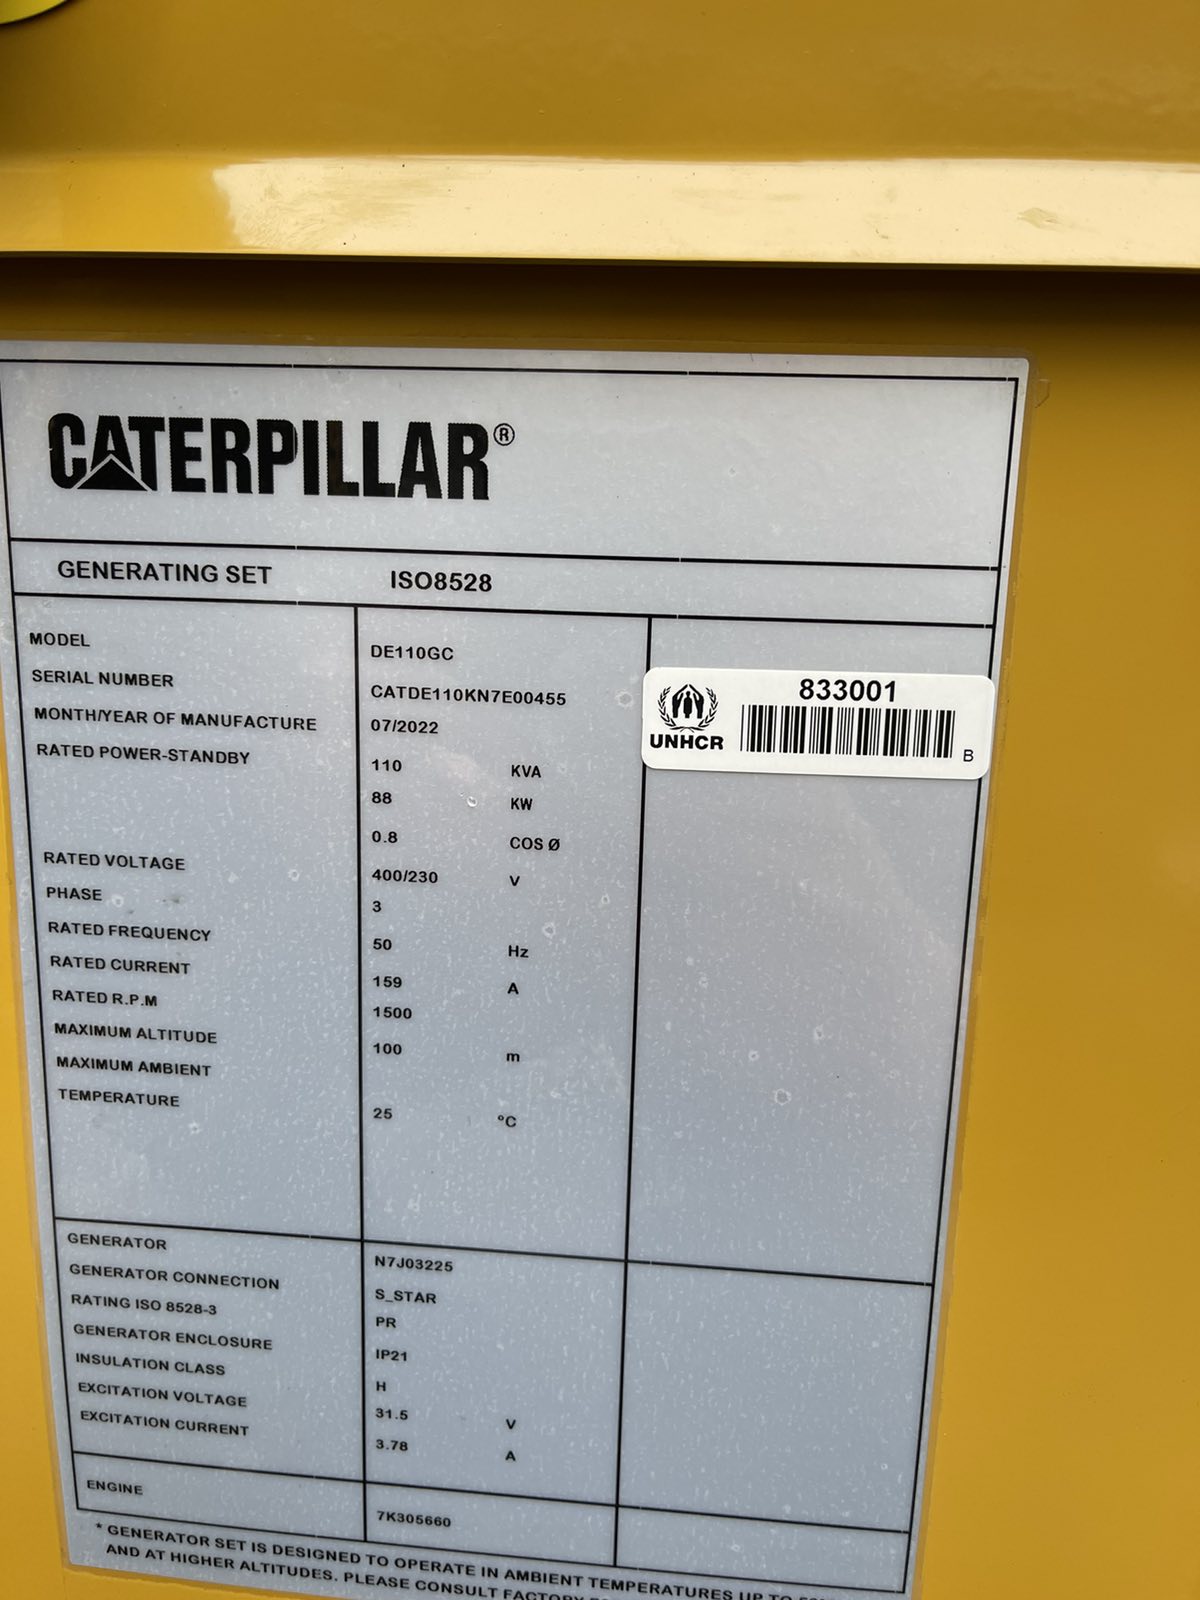 CATERPILLAR®
GENERATING SET ISO8528
MODEL DE110GC
SERIAL NUMBER CATDE110KN7E00455
MONTH/YEAR OF MANUFACTURE 07/2022
RATED POWER-STANDBY 110 KVA
88 KW
0.8 COS Ø
RATED VOLTAGE 400/230 V
PHASE 3
RATED FREQUENCY 50 Hz
RATED CURRENT 159 A
RATED R.P.M 1500
MAXIMUM ALTITUDE 100 m
MAXIMUM AMBIENT
TEMPERATURE 25 °C
833001
UNHCR
B
GENERATOR N7J03225
GENERATOR CONNECTION S_STAR
RATING ISO 8528-3 PR
GENERATOR ENCLOSURE IP21
INSULATION CLASS H
EXCITATION VOLTAGE 31.5 V
EXCITATION CURRENT 3.78 A
ENGINE 7K305660
* GENERATOR SET IS DESIGNED TO OPERATE IN AMBIENT TEMPERATURES UP TO
AND AT HIGHER ALTITUDES. PLEASE CONSULT FACTORY